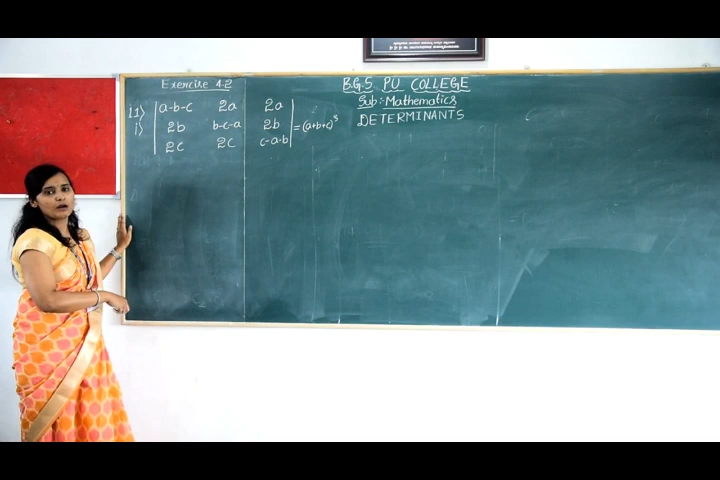 B.G.S PU COLLEGE
Sub:- Mathematics
DETERMINANTS
Exercise 4.2
11) | a-b-c 2a 2a |
i) | 2b b-c-a 2b | = (a+b+c)³
| 2c 2c c-a-b |